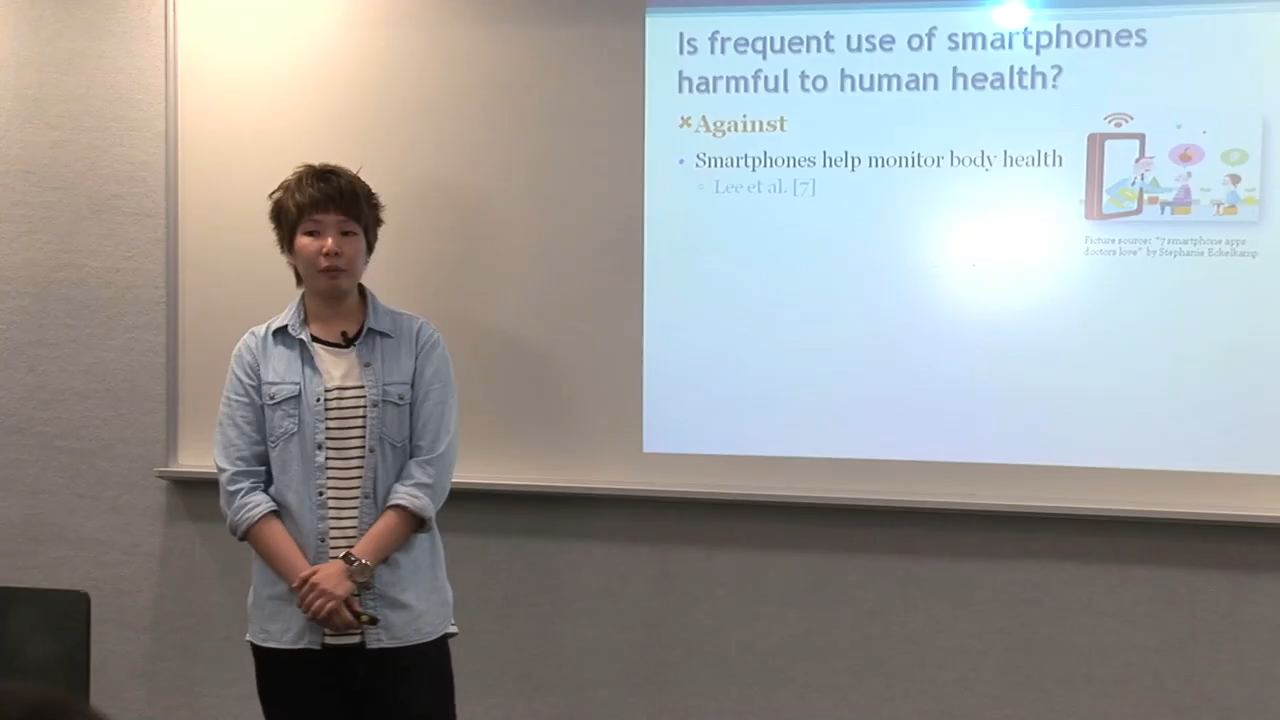 Is frequent use of smartphones
harmful to human health?
×Against
• Smartphones help monitor body health
○ Lee et al. [7]
Picture source: "7 smartphone apps
doctors love" by Stephanie Eckelkamp